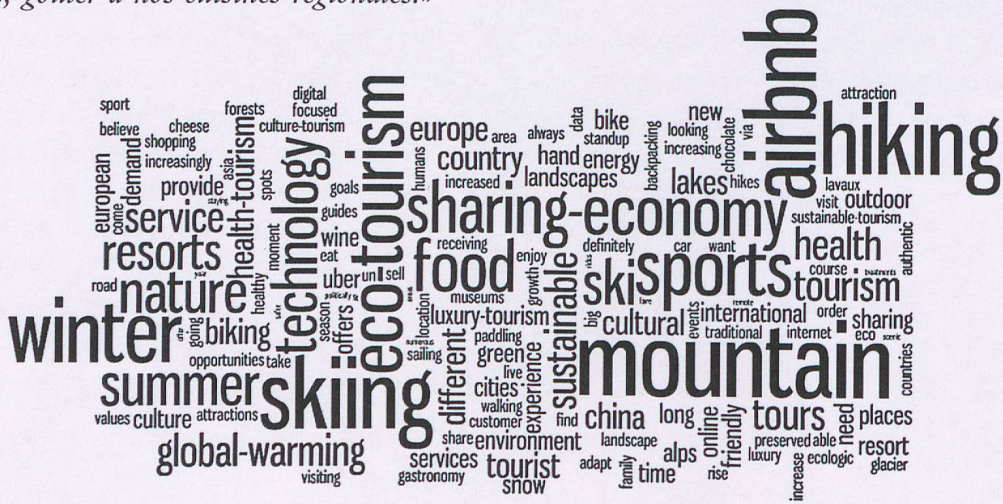 goûter à nos cuisines régionales.»
airbnb
sport forests digital focused attraction
believe cheese culture-tourism europe area always data bike new hiking
shopping standup looking
increasingly country hand energy increasing chocolate via
european demand asia health-tourism spots technology goals ecotourism humans increased landscapes backpacking lakes hikes lavaux
come provide visit outdoor
service moment guides sharing-economy sustainable-tourism
resorts wine receiving definitely car want health authentic
eat food enjoy ski sports course
road nature healthy uber un sell museums growth tourism
winter season offers location luxury-tourism sustainable big cultural events international order sharing
going biking paddling traditional internet eco
opportunities take sailing green mountain countries
summer skiing different live experience
cities
values culture attractions walking find china long online friendly tours need places
customer
global-warming share environment landscape alps preserved able resort
services tourist adapt family time rise luxury ecologic
visiting gastronomy snow increase glacier